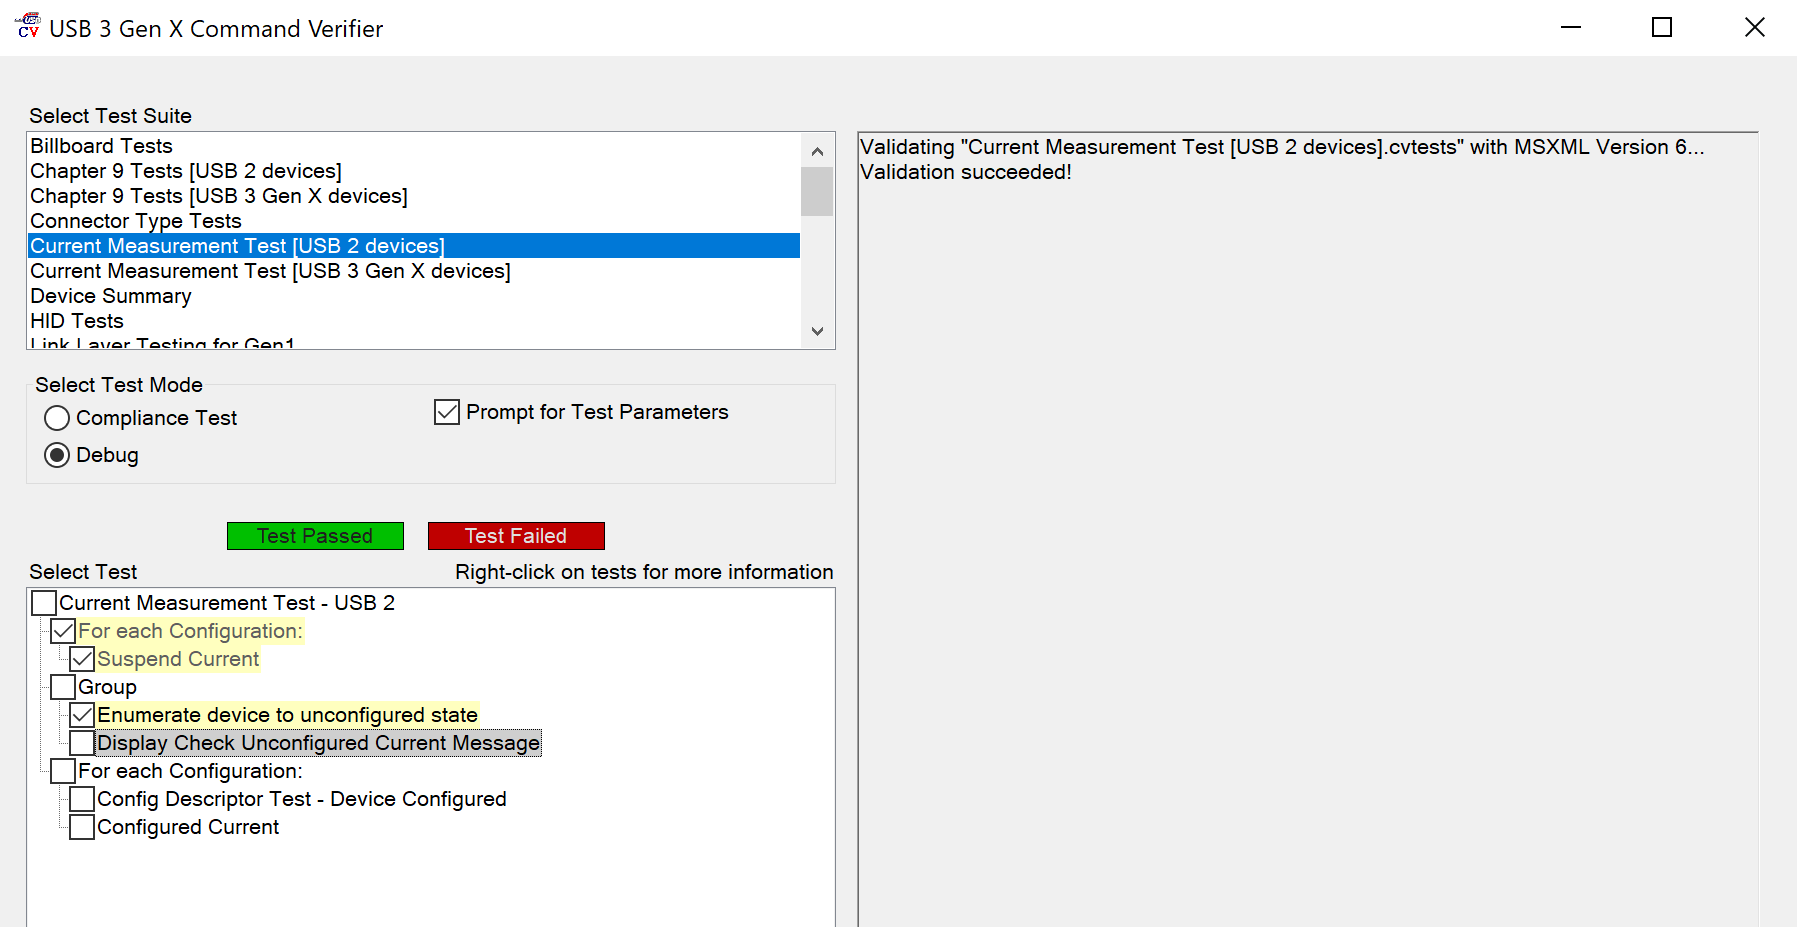 USB 3 Gen X Command Verifier
Select Test Suite
Billboard Tests
Chapter 9 Tests [USB 2 devices]
Chapter 9 Tests [USB 3 Gen X devices]
Connector Type Tests
Current Measurement Test [USB 2 devices]
Current Measurement Test [USB 3 Gen X devices]
Device Summary
HID Tests
Link Layer Testing for Gen1
Select Test Mode
Compliance Test
Prompt for Test Parameters
Debug
Test Passed
Test Failed
Select Test
Right-click on tests for more information
Current Measurement Test - USB 2
For each Configuration:
Suspend Current
Group
Enumerate device to unconfigured state
Display Check Unconfigured Current Message
For each Configuration:
Config Descriptor Test - Device Configured
Configured Current
Validating "Current Measurement Test [USB 2 devices].cvtests" with MSXML Version 6...
Validation succeeded!